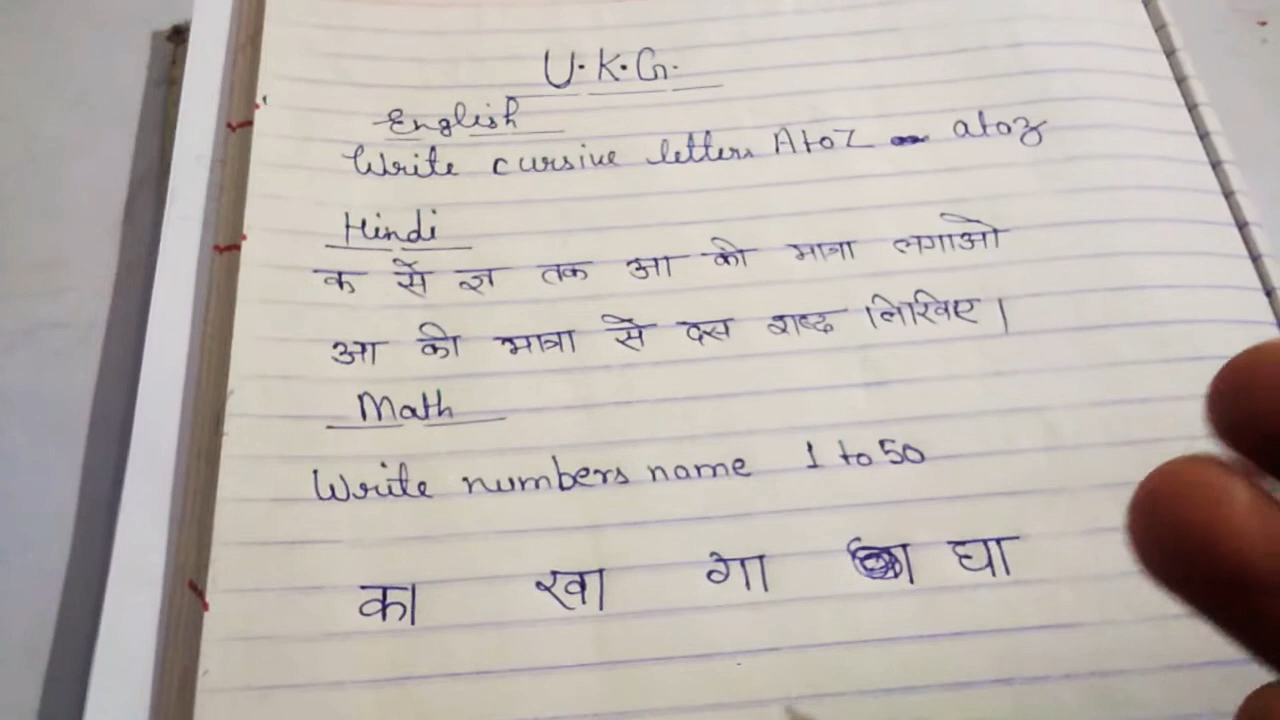 U.K.G.
English
Write cursive letters A to Z - a to z
Hindi
क से ज्ञ तक आ की मात्रा लगाओ
आ की मात्रा से दस शब्द लिखिए।
Math
Write numbers name 1 to 50
का खा गा घा